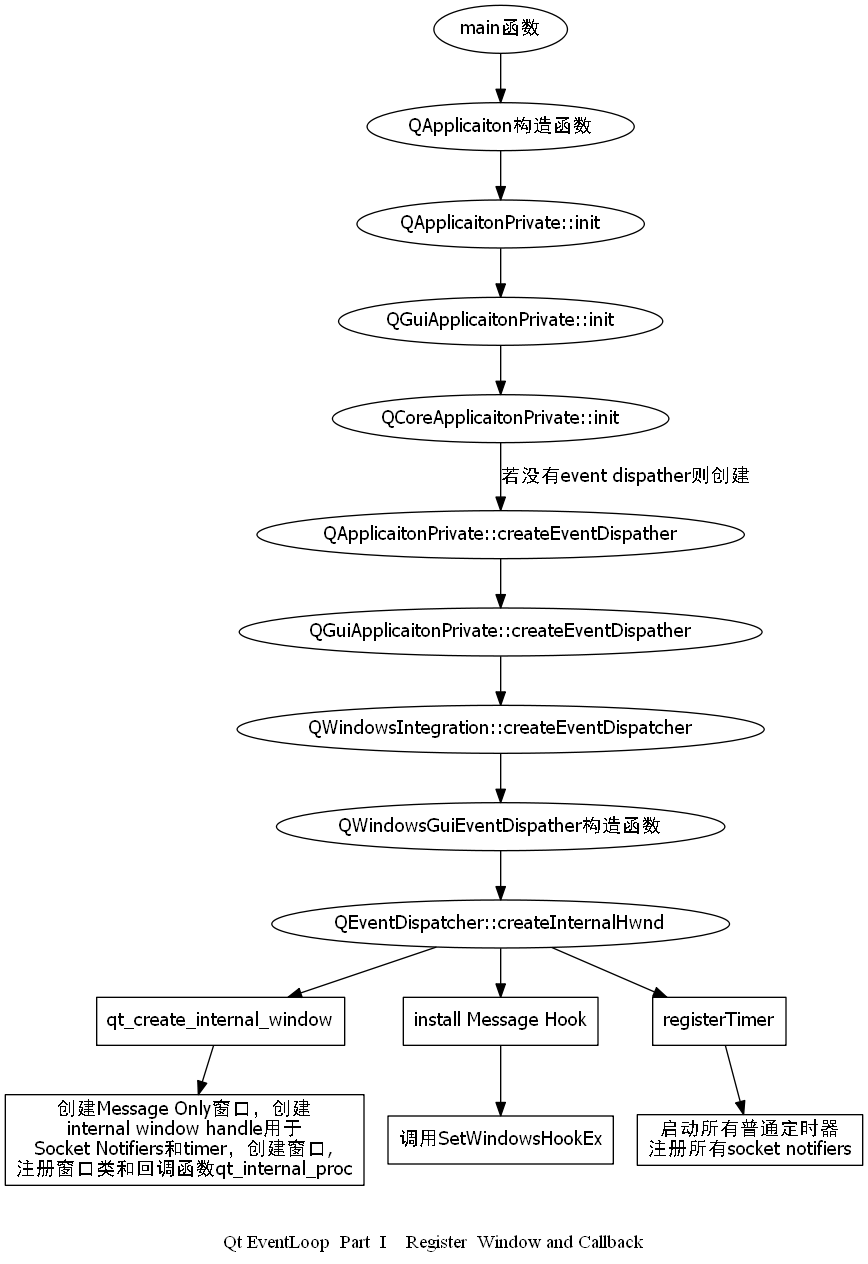 main函数
QApplicaiton构造函数
QApplicaitonPrivate::init
QGuiApplicaitonPrivate::init
QCoreApplicaitonPrivate::init
若没有event dispather则创建
QApplicaitonPrivate::createEventDispather
QGuiApplicaitonPrivate::createEventDispather
QWindowsIntegration::createEventDispatcher
QWindowsGuiEventDispather构造函数
QEventDispatcher::createInternalHwnd
qt_create_internal_window
install Message Hook
registerTimer
创建Message Only窗口，创建
internal window handle用于
Socket Notifiers和timer，创建窗口，
注册窗口类和回调函数qt_internal_proc
调用SetWindowsHookEx
启动所有普通定时器
注册所有socket notifiers
Qt EventLoop Part I Register Window and Callback